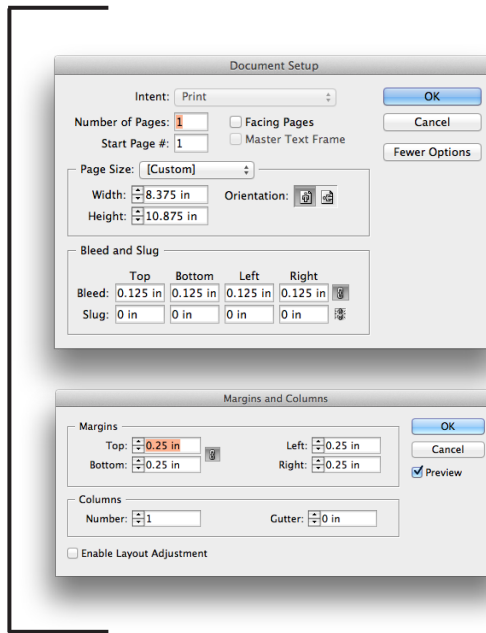 Document Setup
Intent: Print
OK
Number of Pages: 1
Facing Pages
Cancel
Start Page #: 1
Master Text Frame
Fewer Options
Page Size: [Custom]
Width: 8.375 in
Orientation:
Height: 10.875 in
Bleed and Slug
Top Bottom Left Right
Bleed: 0.125 in 0.125 in 0.125 in 0.125 in
Slug: 0 in 0 in 0 in 0 in
Margins and Columns
Margins
OK
Top: 0.25 in
Left: 0.25 in
Cancel
Bottom: 0.25 in
Right: 0.25 in
Preview
Columns
Number: 1
Gutter: 0 in
Enable Layout Adjustment